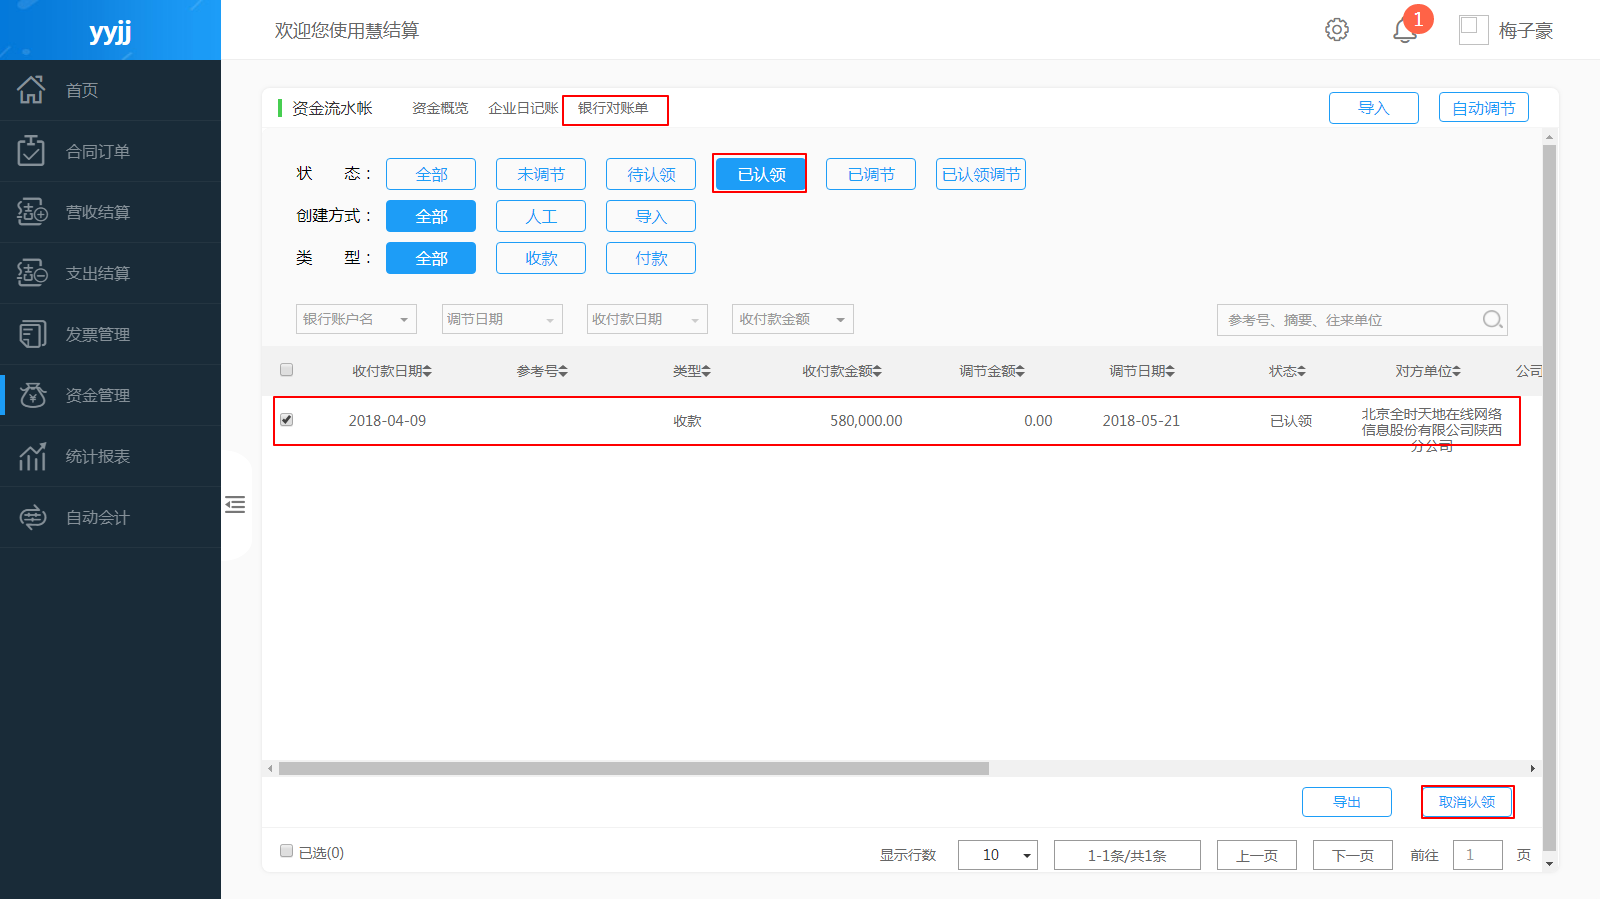 yyjj
欢迎您使用慧结算
1
梅子豪
首页
合同订单
营收结算
支出结算
发票管理
资金管理
统计报表
自动会计
资金流水帐 资金概览 企业日记账 银行对账单 导入 自动调节
状 态： 全部 未调节 待认领 已认领 已调节 已认领调节
创建方式： 全部 人工 导入
类 型： 全部 收款 付款
银行账户名 调节日期 收付款日期 收付款金额 参考号、摘要、往来单位
收付款日期 参考号 类型 收付款金额 调节金额 调节日期 状态 对方单位 公司
2018-04-09 收款 580,000.00 0.00 2018-05-21 已认领 北京全时天地在线网络
信息股份有限公司陕西
分公司
导出 取消认领
已选(0) 显示行数 10 1-1条/共1条 上一页 下一页 前往 1 页